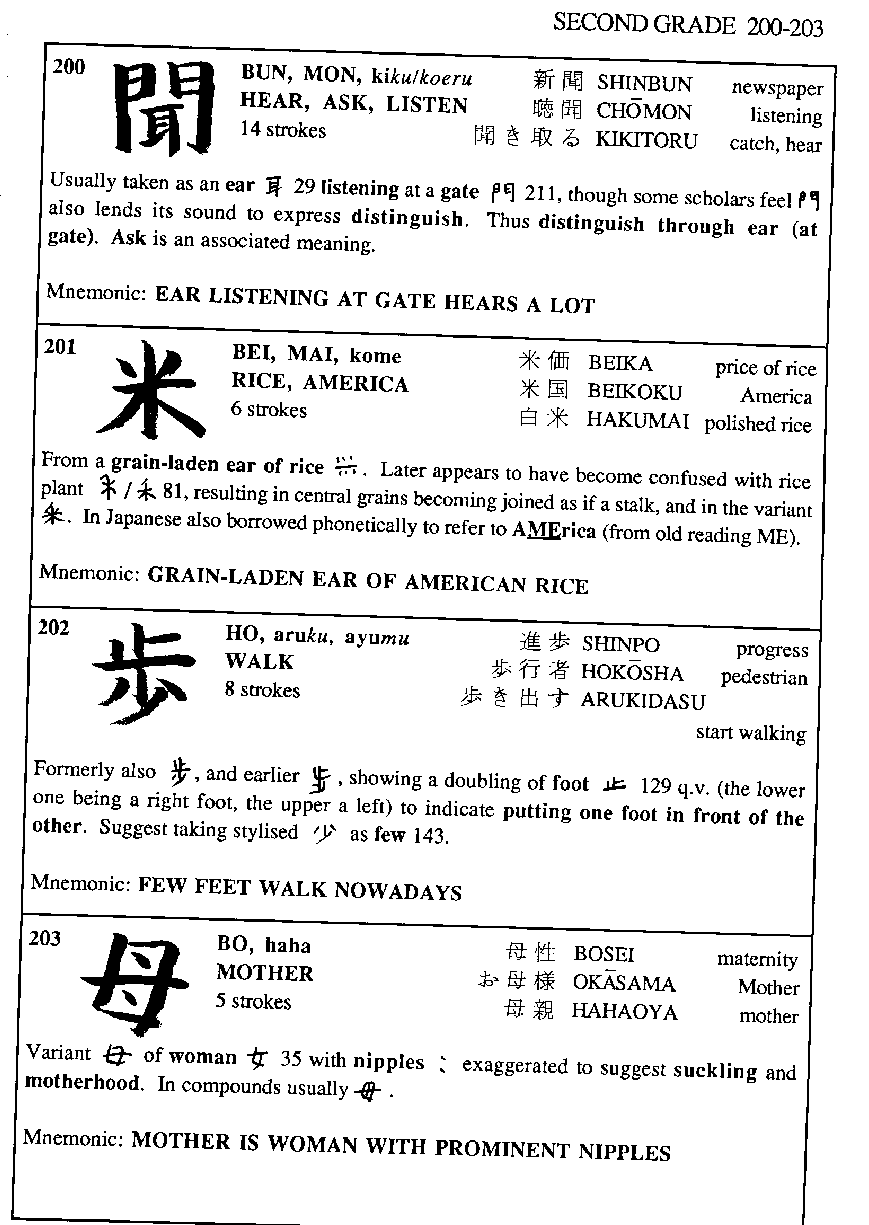 SECOND GRADE 200-203
200
聞
BUN, MON, kiku/koeru
HEAR, ASK, LISTEN
14 strokes
新聞 SHINBUN newspaper
聴聞 CHŌMON listening
聞き取る KIKITORU catch, hear
Usually taken as an ear 耳 29 listening at a gate 門 211, though some scholars feel 門
also lends its sound to express distinguish. Thus distinguish through ear (at
gate). Ask is an associated meaning.
Mnemonic: EAR LISTENING AT GATE HEARS A LOT
201
米
BEI, MAI, kome
RICE, AMERICA
6 strokes
米価 BEIKA price of rice
米国 BEIKOKU America
白米 HAKUMAI polished rice
From a grain-laden ear of rice . Later appears to have become confused with rice
plant / 81, resulting in central grains becoming joined as if a stalk, and in the variant
. In Japanese also borrowed phonetically to refer to AMErica (from old reading ME).
Mnemonic: GRAIN-LADEN EAR OF AMERICAN RICE
202
歩
HO, aruku, ayumu
WALK
8 strokes
進歩 SHINPO progress
歩行者 HOKŌSHA pedestrian
歩き出す ARUKIDASU
start walking
Formerly also 步, and earlier , showing a doubling of foot 止 129 q.v. (the lower
one being a right foot, the upper a left) to indicate putting one foot in front of the
other. Suggest taking stylised 少 as few 143.
Mnemonic: FEW FEET WALK NOWADAYS
203
母
BO, haha
MOTHER
5 strokes
母性 BOSEI maternity
お母様 OKĀSAMA Mother
母親 HAHAOYA mother
Variant of woman 女 35 with nipples : exaggerated to suggest suckling and
motherhood. In compounds usually 毋.
Mnemonic: MOTHER IS WOMAN WITH PROMINENT NIPPLES